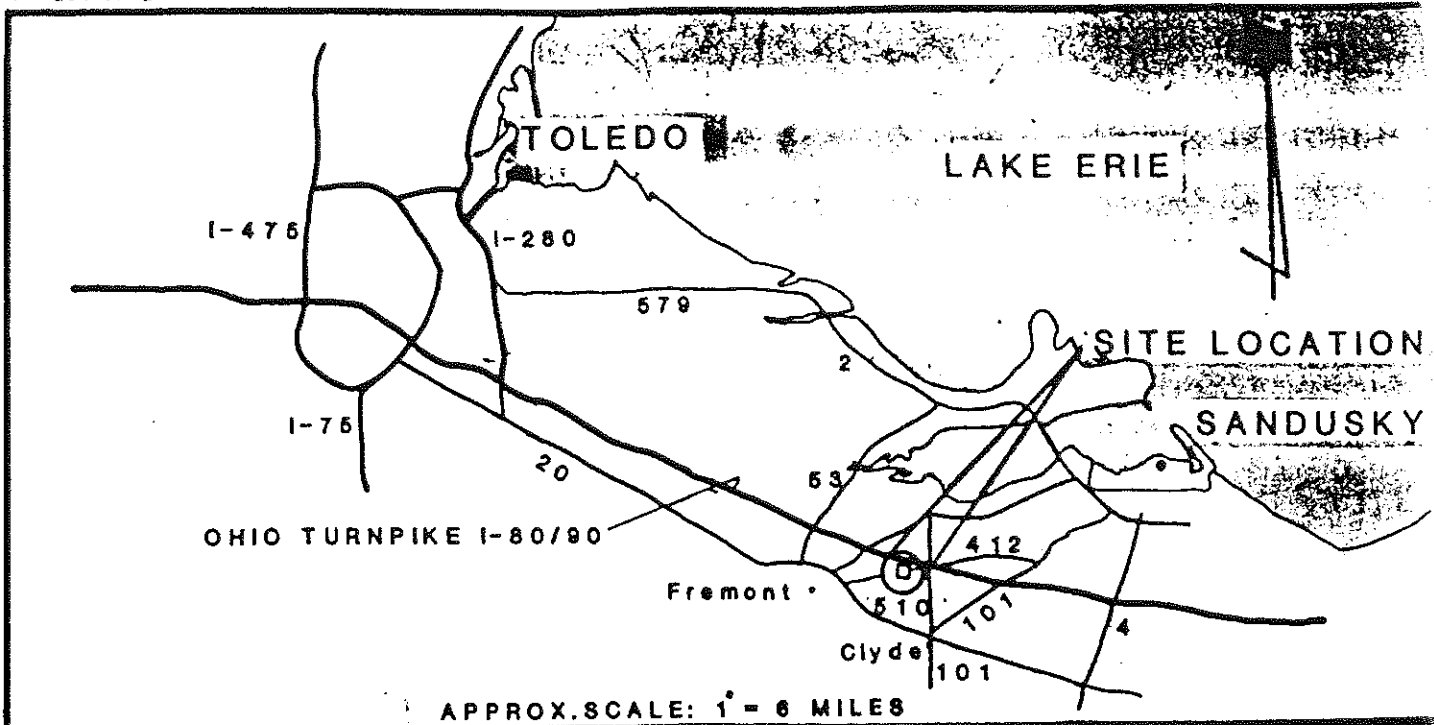 TOLEDO
LAKE ERIE
I-475
I-280
579
SITE LOCATION
2
SANDUSKY
I-75
20
53
OHIO TURNPIKE I-80/90
412
Fremont
510
101
4
Clyde
101
APPROX.SCALE: 1" = 6 MILES